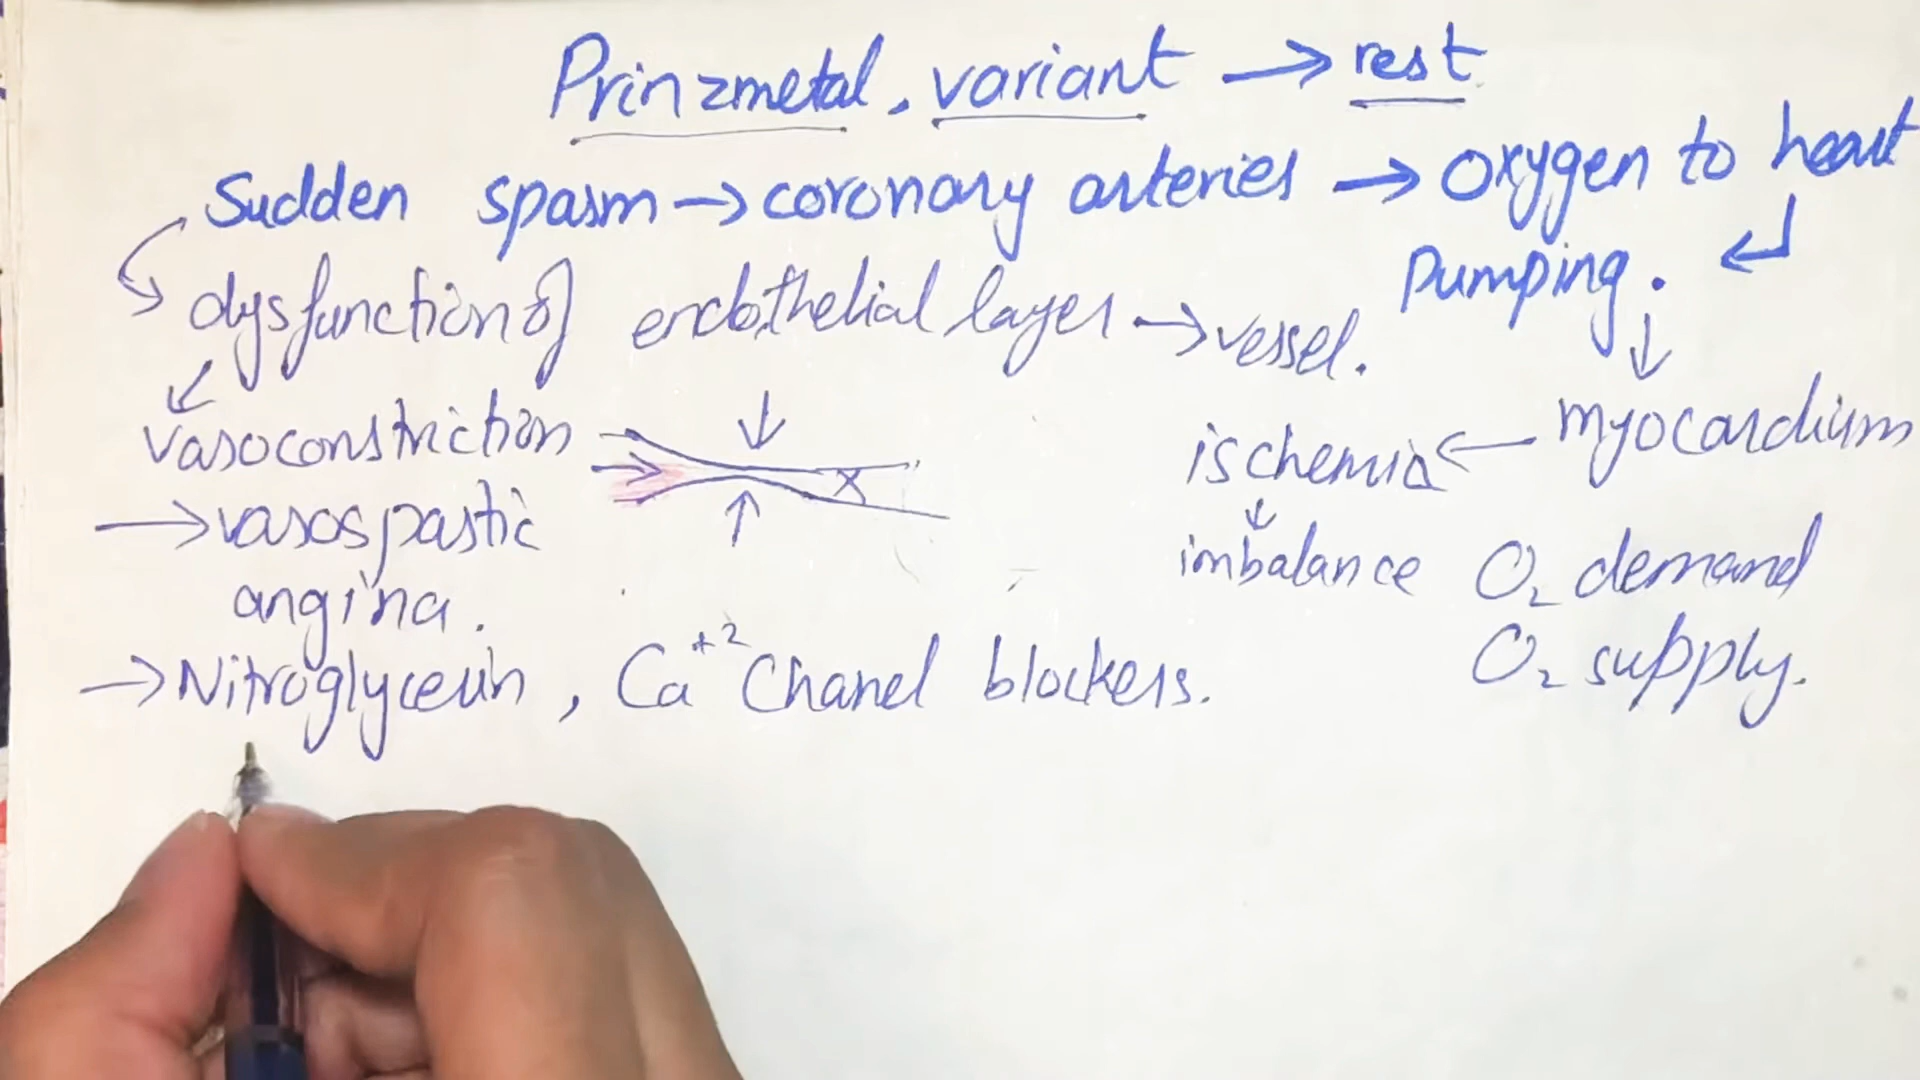 Prinzmetal, variant → rest
Sudden spasm → coronary arteries → oxygen to heart
Pumping.
dysfunction of endothelial layer → vessel.
vasoconstriction
→ vasospastic
angina.
myocardium
ischemia ←
imbalance O₂ demand
O₂ supply.
→ Nitroglycerin, Ca⁺² Chanel blockers.